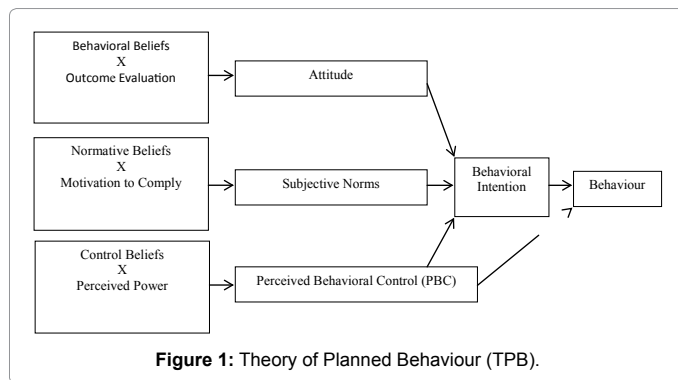 Behavioral Beliefs
X
Outcome Evaluation
Attitude
Normative Beliefs
X
Motivation to Comply
Subjective Norms
Behavioral
Intention
Behaviour
Control Beliefs
X
Perceived Power
Perceived Behavioral Control (PBC)
Figure 1: Theory of Planned Behaviour (TPB).